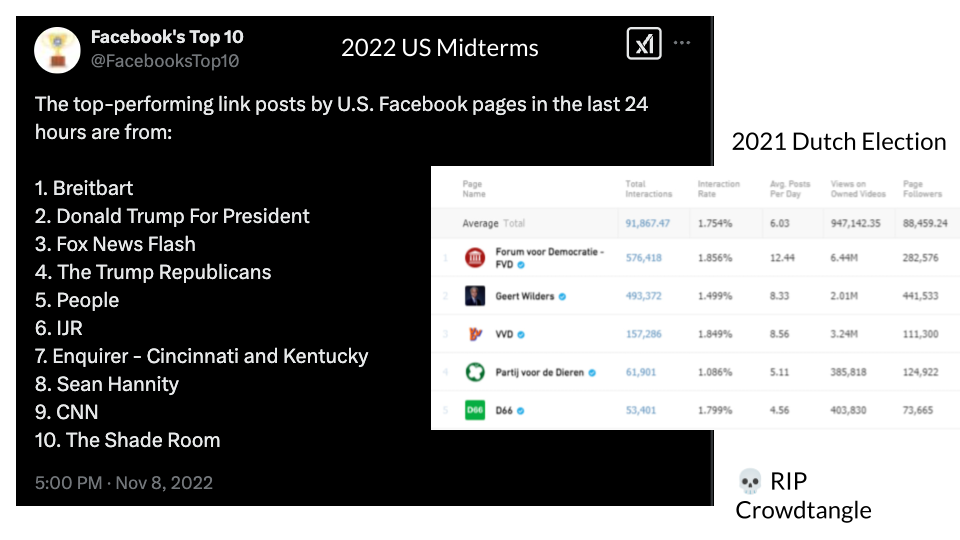 Facebook's Top 10
@FacebooksTop10
2022 US Midterms
The top-performing link posts by U.S. Facebook pages in the last 24
hours are from:
1. Breitbart
2. Donald Trump For President
3. Fox News Flash
4. The Trump Republicans
5. People
6. IJR
7. Enquirer - Cincinnati and Kentucky
8. Sean Hannity
9. CNN
10. The Shade Room
5:00 PM · Nov 8, 2022
2021 Dutch Election
Page Name Total Interactions Interaction Rate Avg. Posts Per Day Views on Owned Videos Page Followers
Average Total 91,867.47 1.754% 6.03 947,142.35 88,459.24
1 Forum voor Democratie - FVD 576,418 1.856% 12.44 6.44M 282,576
2 Geert Wilders 493,372 1.499% 8.33 2.01M 441,533
3 VVD 157,286 1.849% 8.56 3.24M 111,300
4 Partij voor de Dieren 61,901 1.086% 5.11 385,818 124,922
5 D66 D66 53,401 1.799% 4.56 403,830 73,665
💀 RIP
Crowdtangle